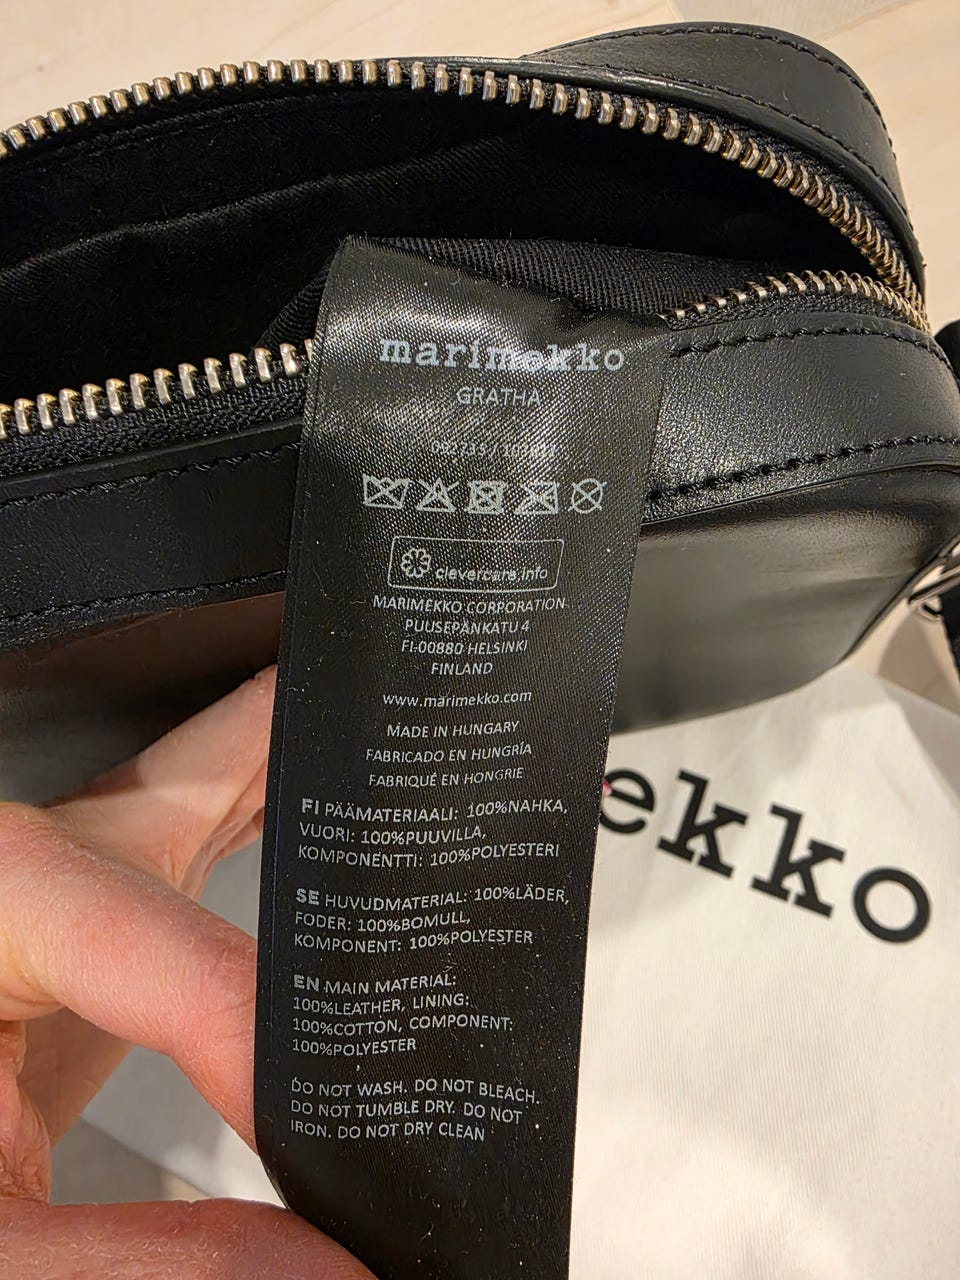 marimekko
GRATHA
clevercare.info
MARIMEKKO CORPORATION
PUUSEPÄNKATU 4
FI-00880 HELSINKI
FINLAND
www.marimekko.com
MADE IN HUNGARY
FABRICADO EN HUNGRÍA
FABRIQUÉ EN HONGRIE
FI PÄÄMATERIAALI: 100%NAHKA,
VUORI: 100%PUUVILLA,
KOMPONENTTI: 100%POLYESTERI
SE HUVUDMATERIAL: 100%LÄDER,
FODER: 100%BOMULL,
KOMPONENT: 100%POLYESTER
EN MAIN MATERIAL:
100%LEATHER, LINING:
100%COTTON, COMPONENT:
100%POLYESTER
DO NOT WASH. DO NOT BLEACH.
DO NOT TUMBLE DRY. DO NOT
IRON. DO NOT DRY CLEAN
ekko